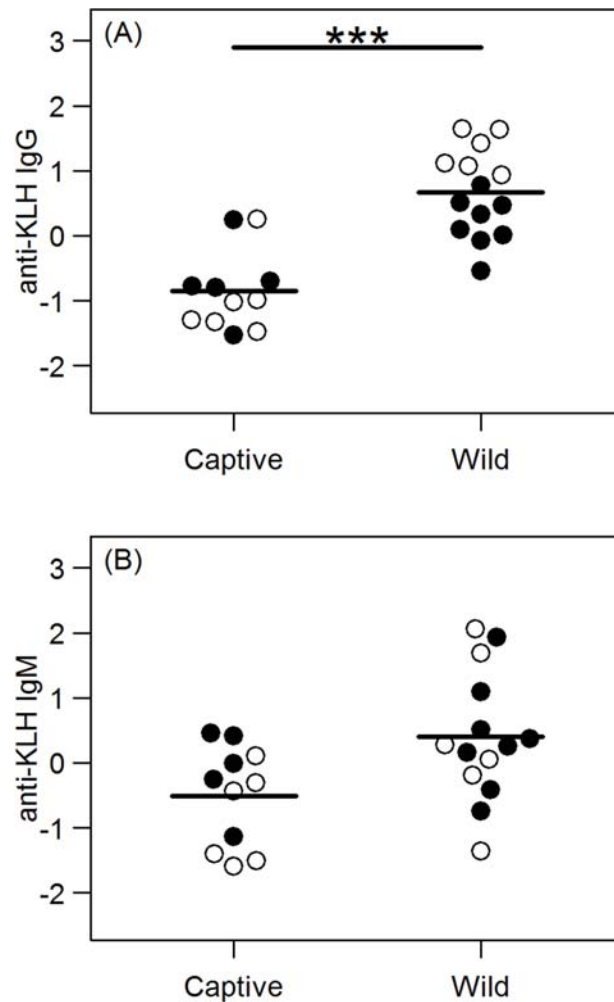 (A)
***
3
2
1
0
-1
-2
anti-KLH IgG
Captive Wild
(B)
3
2
1
0
-1
-2
anti-KLH IgM
Captive Wild